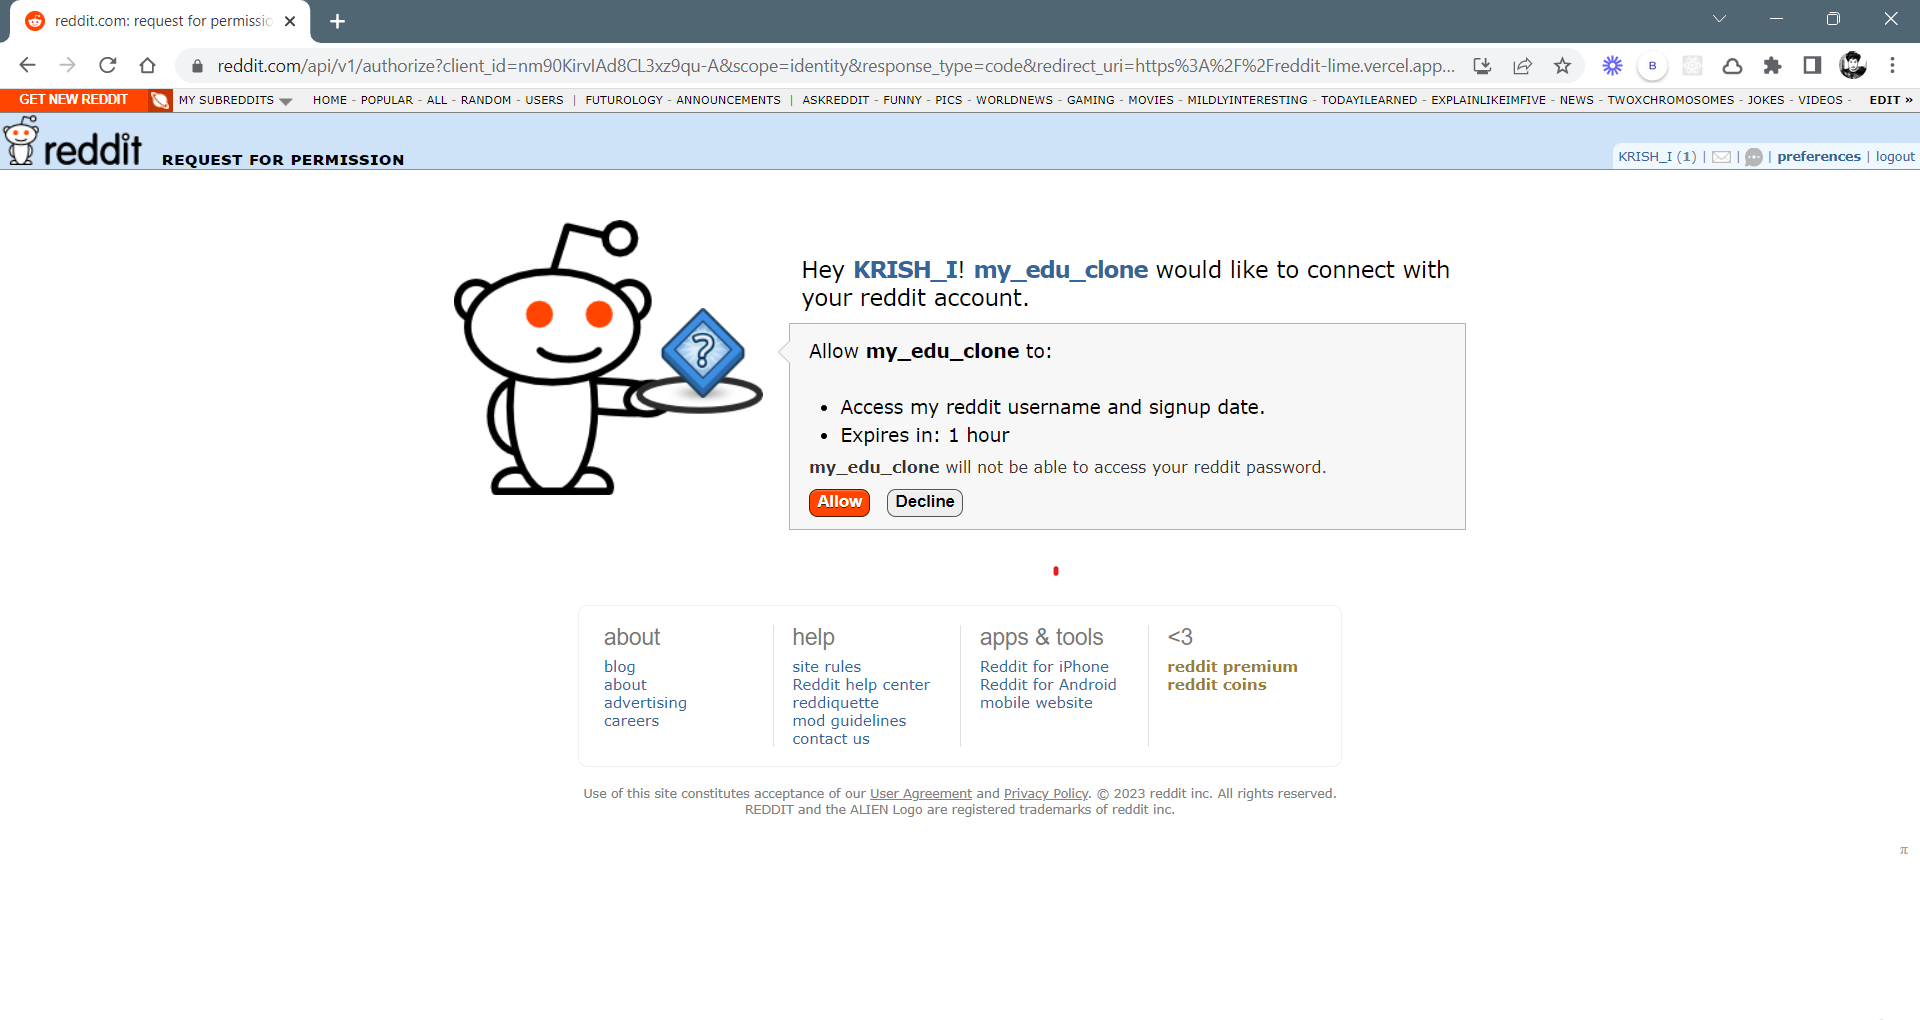 reddit.com: request for permissio
reddit.com/api/v1/authorize?client_id=nm90KirvIAd8CL3xz9qu-A&scope=identity&response_type=code&redirect_uri=https%3A%2F%2Freddit-lime.vercel.app...
B
GET NEW REDDIT MY SUBREDDITS HOME - POPULAR - ALL - RANDOM - USERS | FUTUROLOGY - ANNOUNCEMENTS | ASKREDDIT - FUNNY - PICS - WORLDNEWS - GAMING - MOVIES - MILDLYINTERESTING - TODAYILEARNED - EXPLAINLIKEIMFIVE - NEWS - TWOXCHROMOSOMES - JOKES - VIDEOS - EDIT »
reddit REQUEST FOR PERMISSION
KRISH_I (1) | | | preferences | logout
Hey KRISH_I! my_edu_clone would like to connect with
your reddit account.
?
Allow my_edu_clone to:
• Access my reddit username and signup date.
• Expires in: 1 hour
my_edu_clone will not be able to access your reddit password.
Allow Decline
about
blog
about
advertising
careers
help
site rules
Reddit help center
reddiquette
mod guidelines
contact us
apps & tools
Reddit for iPhone
Reddit for Android
mobile website
<3
reddit premium
reddit coins
Use of this site constitutes acceptance of our User Agreement and Privacy Policy. © 2023 reddit inc. All rights reserved.
REDDIT and the ALIEN Logo are registered trademarks of reddit inc.
π